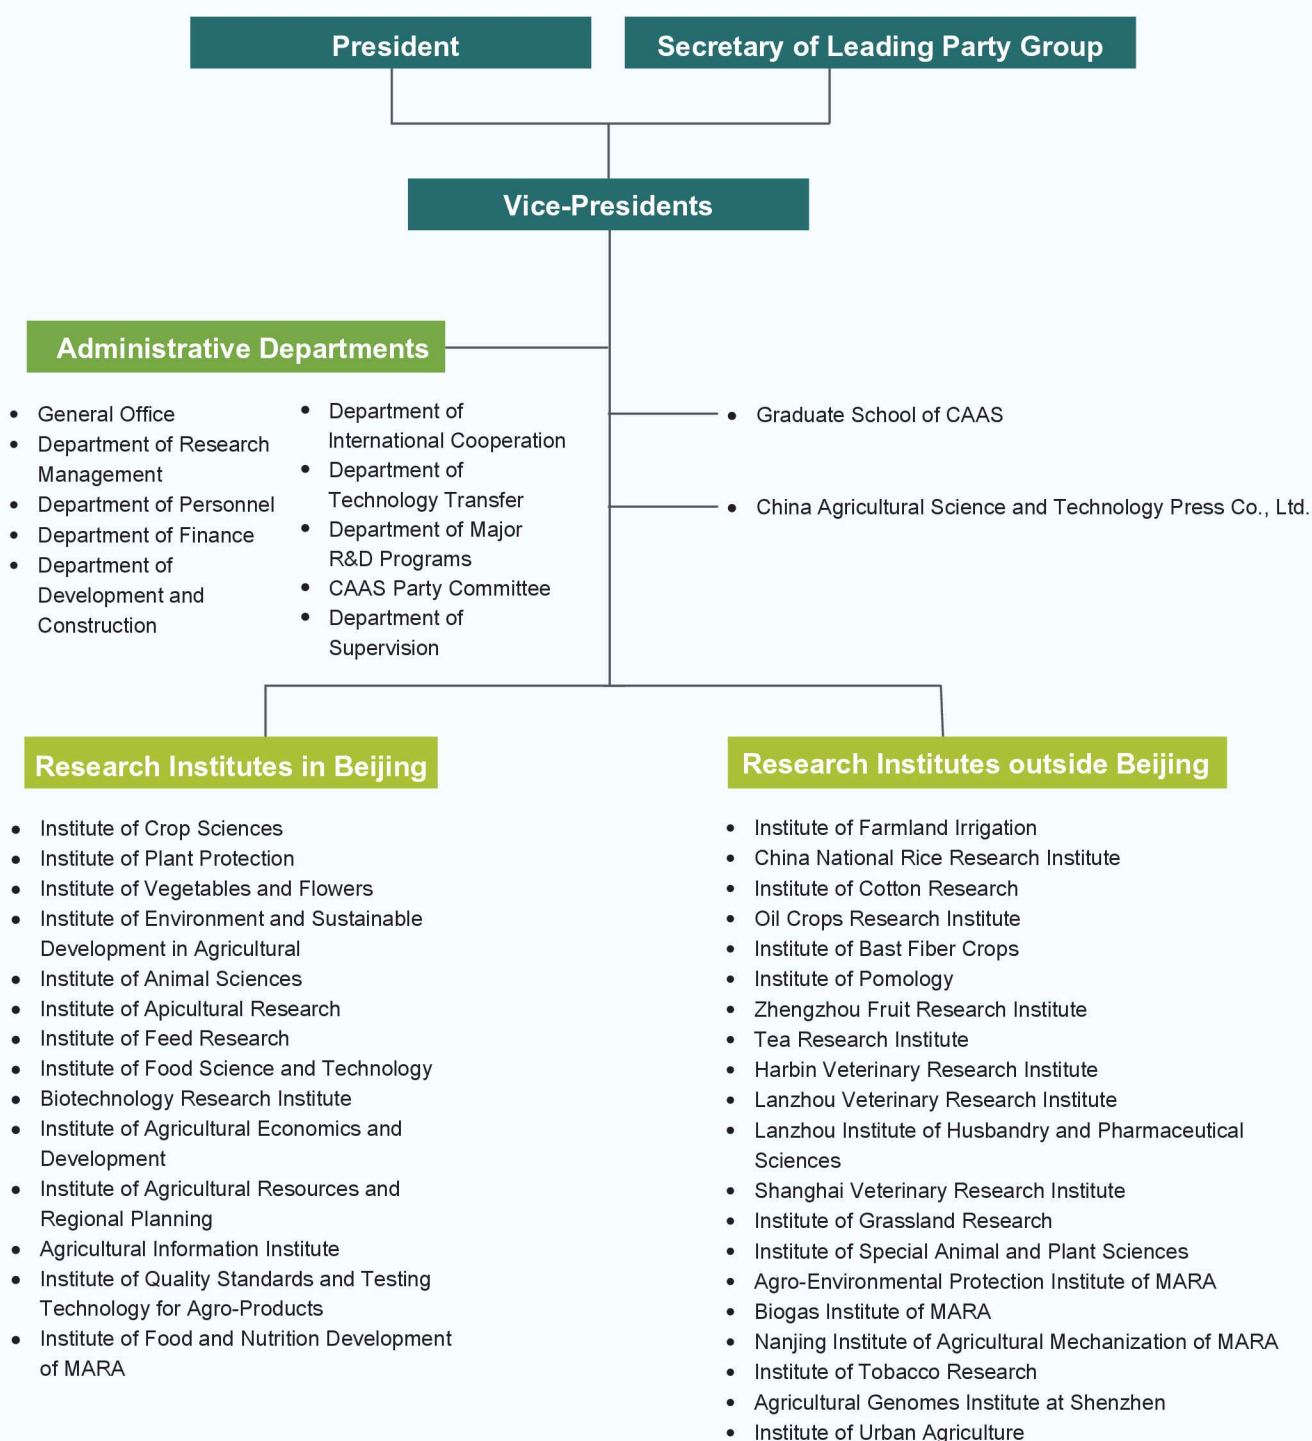 President
Secretary of Leading Party Group
Vice-Presidents
Administrative Departments
• General Office
• Department of Research
Management
• Department of Personnel
• Department of Finance
• Department of
Development and
Construction
• Department of
International Cooperation
• Department of
Technology Transfer
• Department of Major
R&D Programs
• CAAS Party Committee
• Department of
Supervision
• Graduate School of CAAS
• China Agricultural Science and Technology Press Co., Ltd.
Research Institutes in Beijing
• Institute of Crop Sciences
• Institute of Plant Protection
• Institute of Vegetables and Flowers
• Institute of Environment and Sustainable
Development in Agricultural
• Institute of Animal Sciences
• Institute of Apicultural Research
• Institute of Feed Research
• Institute of Food Science and Technology
• Biotechnology Research Institute
• Institute of Agricultural Economics and
Development
• Institute of Agricultural Resources and
Regional Planning
• Agricultural Information Institute
• Institute of Quality Standards and Testing
Technology for Agro-Products
• Institute of Food and Nutrition Development
of MARA
Research Institutes outside Beijing
• Institute of Farmland Irrigation
• China National Rice Research Institute
• Institute of Cotton Research
• Oil Crops Research Institute
• Institute of Bast Fiber Crops
• Institute of Pomology
• Zhengzhou Fruit Research Institute
• Tea Research Institute
• Harbin Veterinary Research Institute
• Lanzhou Veterinary Research Institute
• Lanzhou Institute of Husbandry and Pharmaceutical
Sciences
• Shanghai Veterinary Research Institute
• Institute of Grassland Research
• Institute of Special Animal and Plant Sciences
• Agro-Environmental Protection Institute of MARA
• Biogas Institute of MARA
• Nanjing Institute of Agricultural Mechanization of MARA
• Institute of Tobacco Research
• Agricultural Genomes Institute at Shenzhen
• Institute of Urban Agriculture